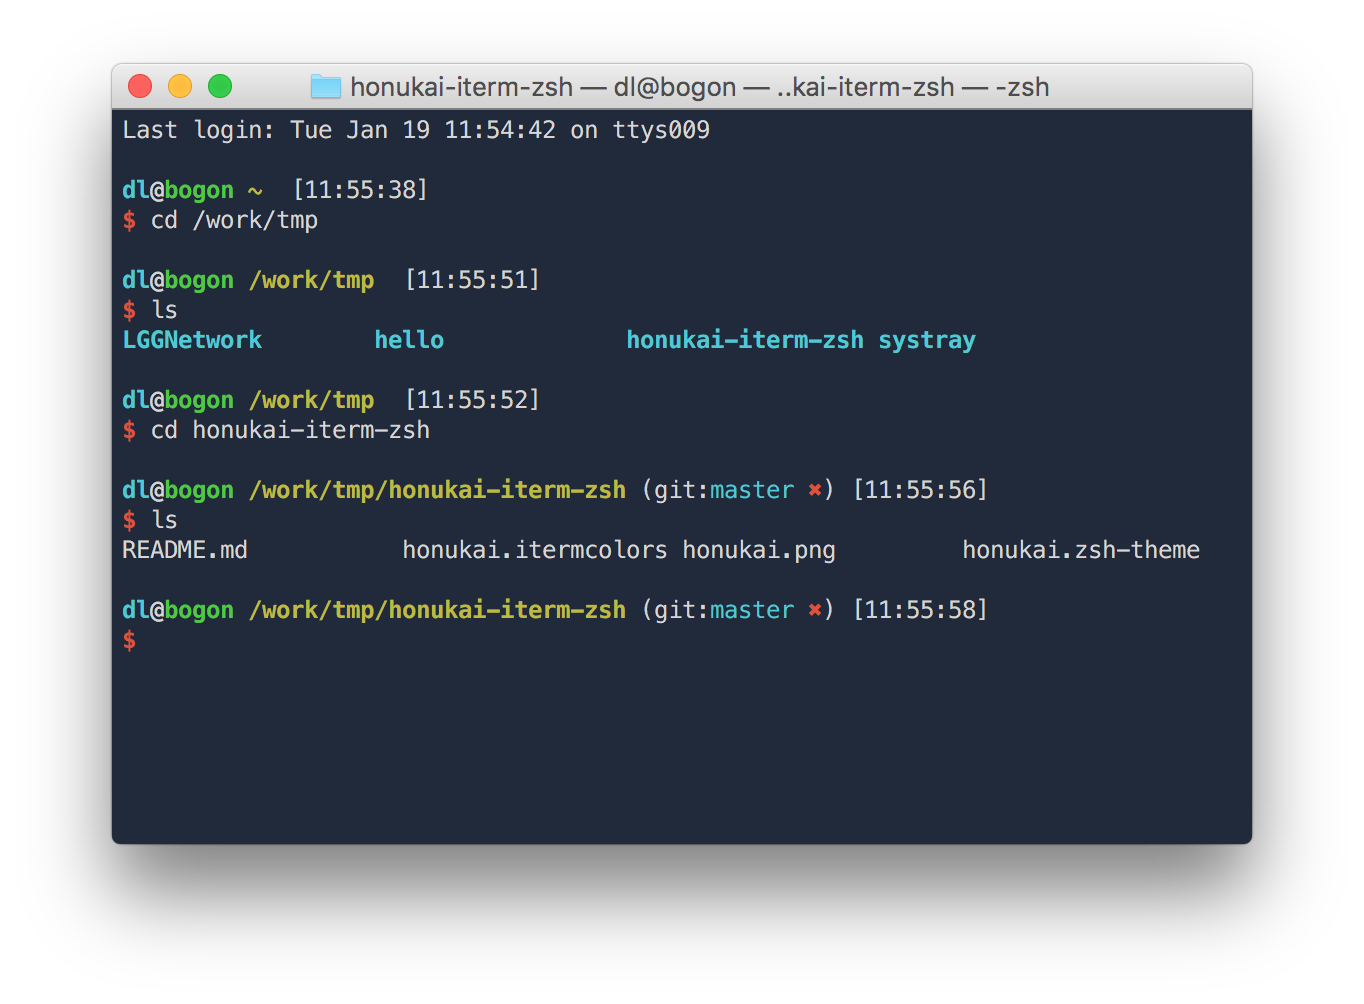 honukai-iterm-zsh — dl@bogon — ..kai-iterm-zsh — -zsh
Last login: Tue Jan 19 11:54:42 on ttys009
dl@bogon ~  [11:55:38]
$ cd /work/tmp
dl@bogon /work/tmp  [11:55:51]
$ ls
LGGNetwork        hello             honukai-iterm-zsh systray
dl@bogon /work/tmp  [11:55:52]
$ cd honukai-iterm-zsh
dl@bogon /work/tmp/honukai-iterm-zsh (git:master ✖) [11:55:56]
$ ls
README.md           honukai.itermcolors honukai.png         honukai.zsh-theme
dl@bogon /work/tmp/honukai-iterm-zsh (git:master ✖) [11:55:58]
$